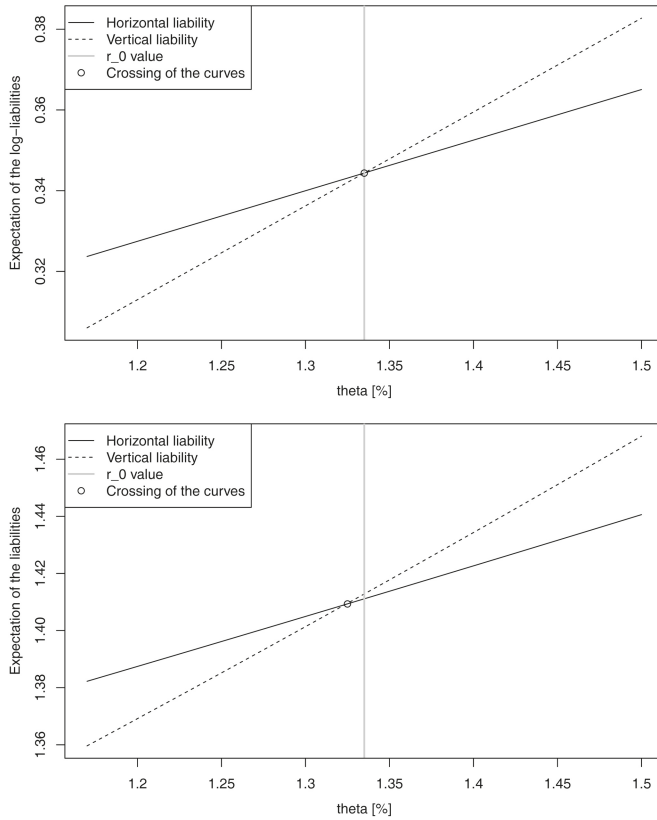 Horizontal liability
Vertical liability
r_0 value
Crossing of the curves
Expectation of the log−liabilities
0.38
0.36
0.34
0.32
1.2 1.25 1.3 1.35 1.4 1.45 1.5
theta [%]
Horizontal liability
Vertical liability
r_0 value
Crossing of the curves
Expectation of the liabilities
1.46
1.44
1.42
1.40
1.38
1.36
1.2 1.25 1.3 1.35 1.4 1.45 1.5
theta [%]